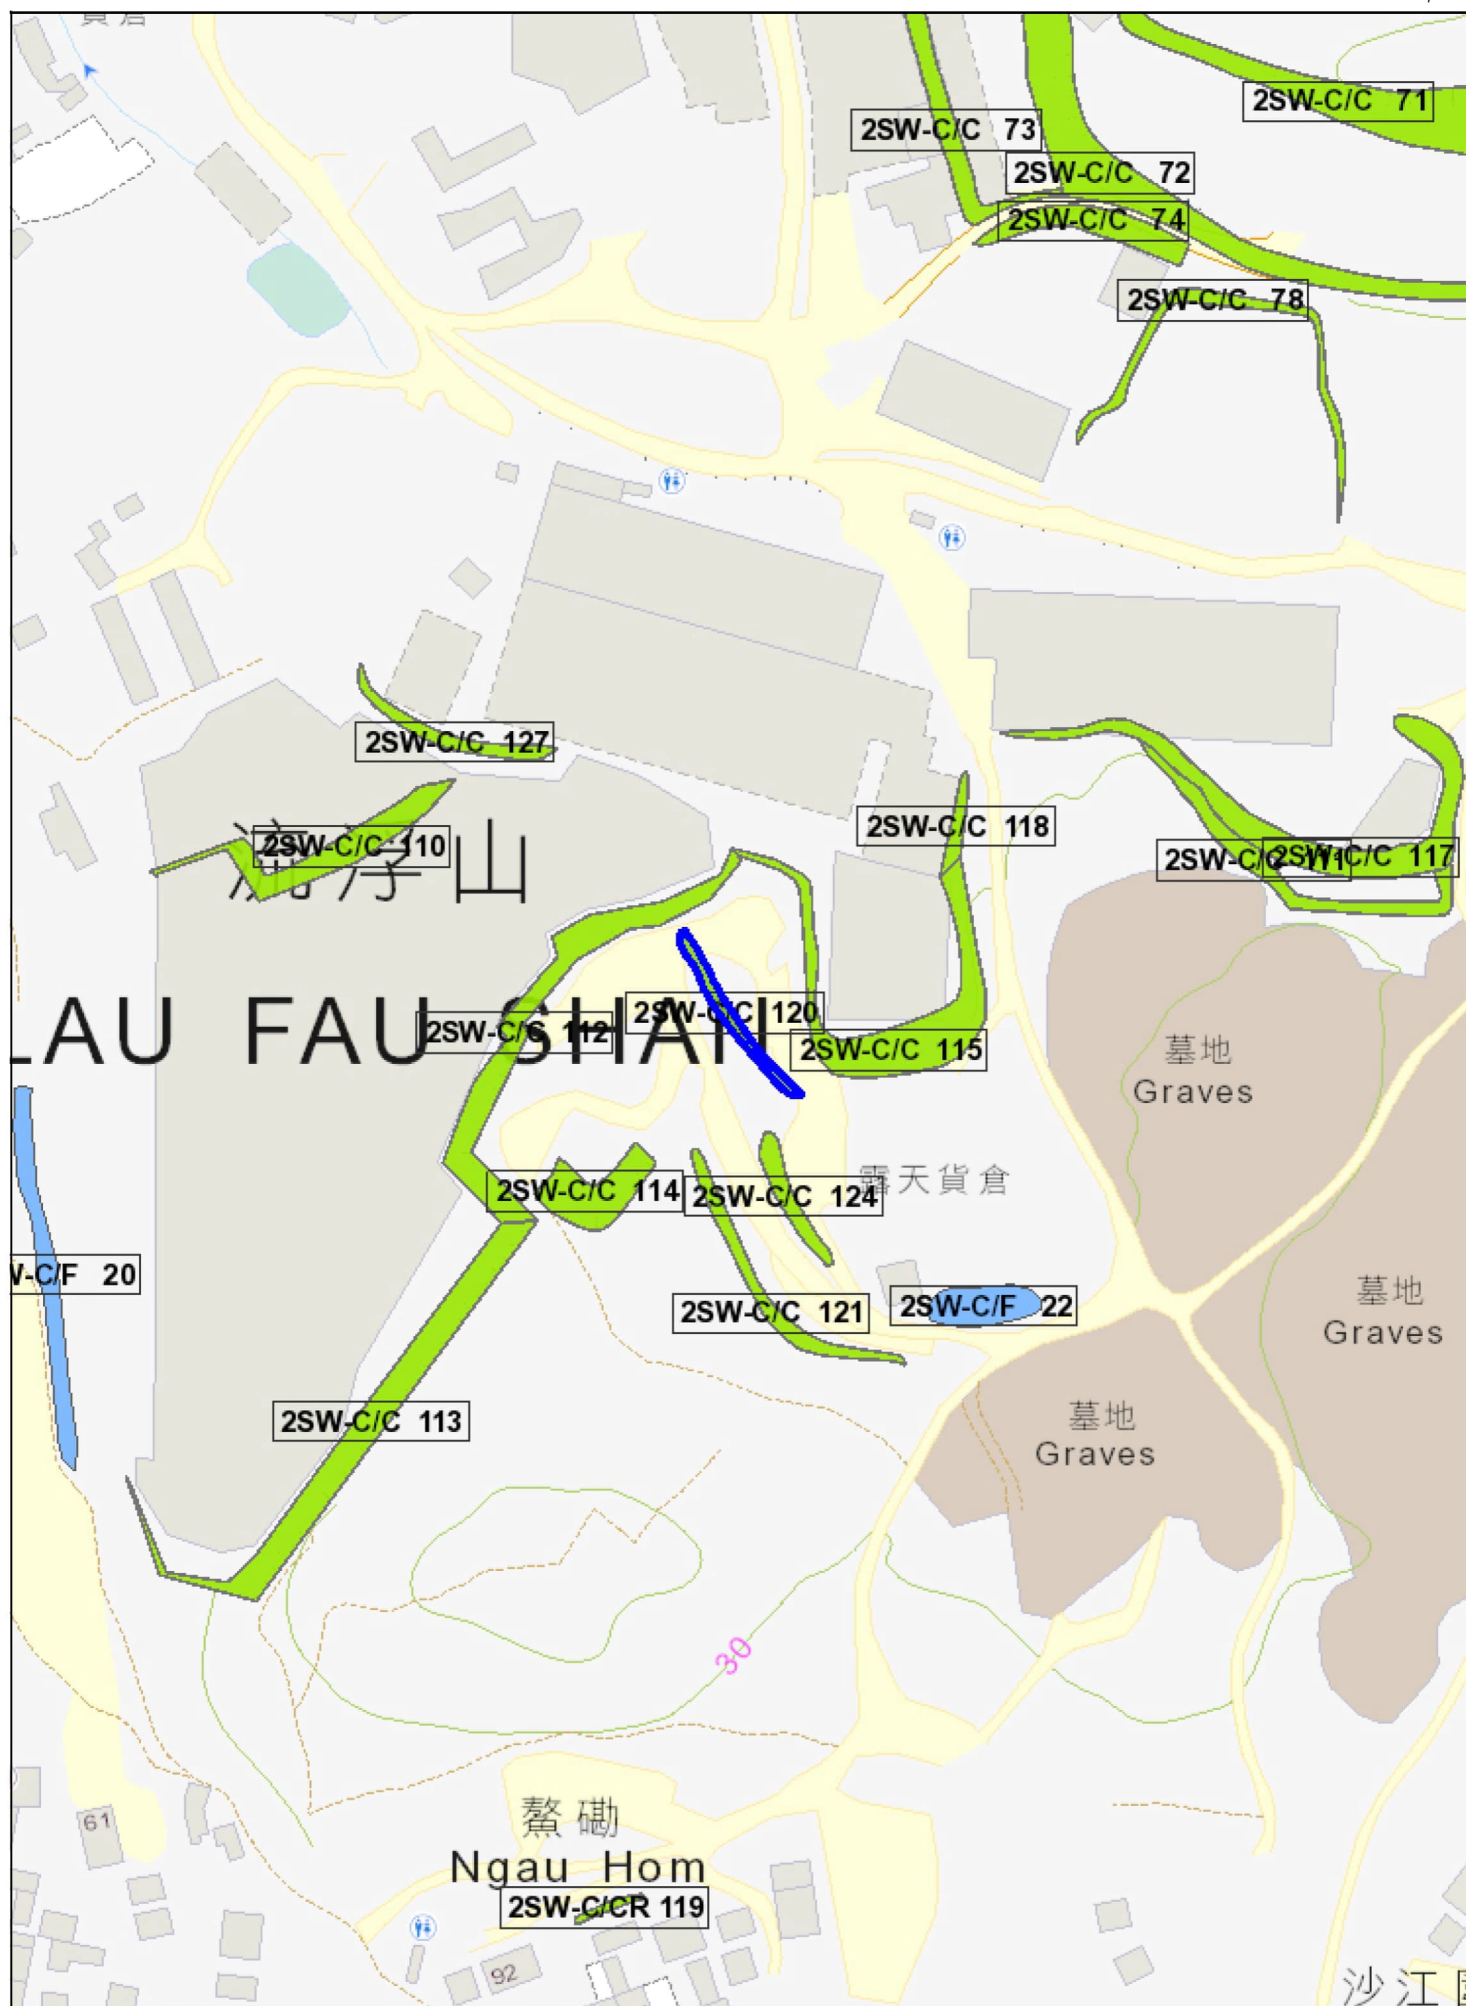 貨倉
2SW-C/C 71
2SW-C/C 73
2SW-C/C 72
2SW-C/C 74
2SW-C/C 78
2SW-C/C 127
2SW-C/C 110
流浮山
2SW-C/C 118
2SW-C/C 117
LAU FAU SHAN
2SW-C/C 120
2SW-C/C 112
2SW-C/C 115
墓地
Graves
2SW-C/C 114
2SW-C/C 124
露天貨倉
W-C/F 20
2SW-C/C 121
2SW-C/F 22
墓地
Graves
2SW-C/C 113
墓地
Graves
30
61
鰲磡
Ngau Hom
2SW-C/CR 119
92
沙江